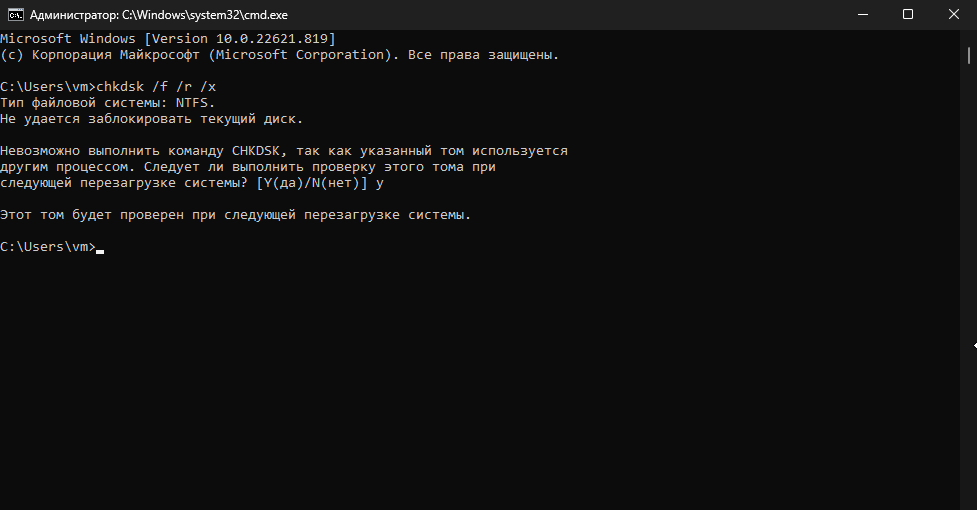 Администратор: C:\Windows\system32\cmd.exe
Microsoft Windows [Version 10.0.22621.819]
(c) Корпорация Майкрософт (Microsoft Corporation). Все права защищены.
C:\Users\vm>chkdsk /f /r /x
Тип файловой системы: NTFS.
Не удается заблокировать текущий диск.
Невозможно выполнить команду CHKDSK, так как указанный том используется
другим процессом. Следует ли выполнить проверку этого тома при
следующей перезагрузке системы? [Y(да)/N(нет)] y
Этот том будет проверен при следующей перезагрузке системы.
C:\Users\vm>